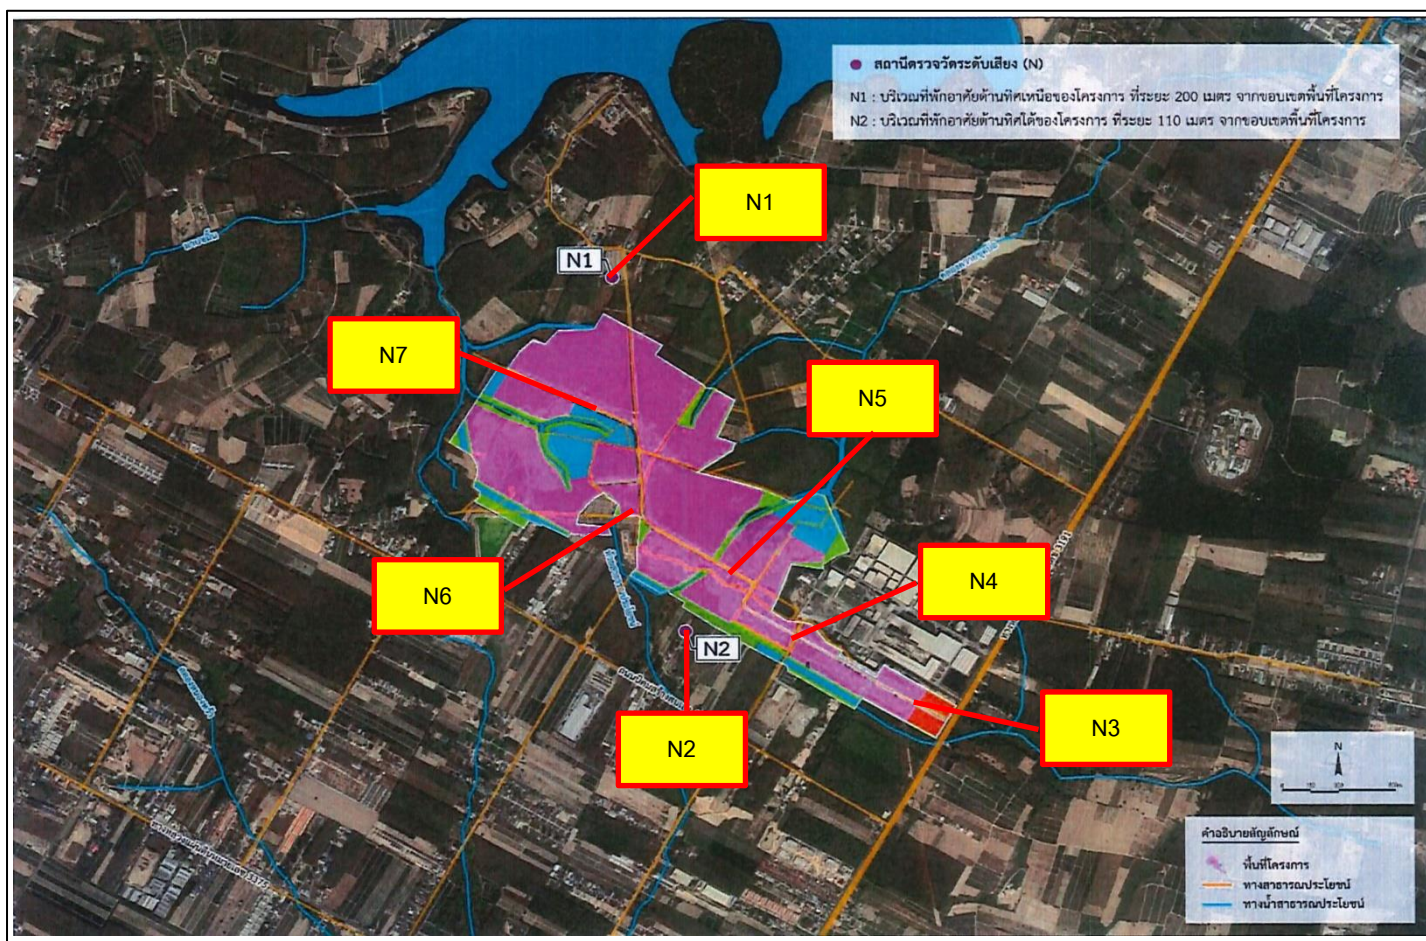 สถานีตรวจวัดระดับเสียง (N)
N1 : บริเวณที่พักอาศัยด้านทิศเหนือของโครงการ ที่ระยะ 200 เมตร จากขอบเขตพื้นที่โครงการ
N2 : บริเวณที่พักอาศัยด้านทิศใต้ของโครงการ ที่ระยะ 110 เมตร จากขอบเขตพื้นที่โครงการ
N1
N1
N7
N5
N4
N6
N2
N3
N2
N
คำอธิบายสัญลักษณ์
พื้นที่โครงการ
ทางสาธารณประโยชน์
ทางน้ำสาธารณประโยชน์